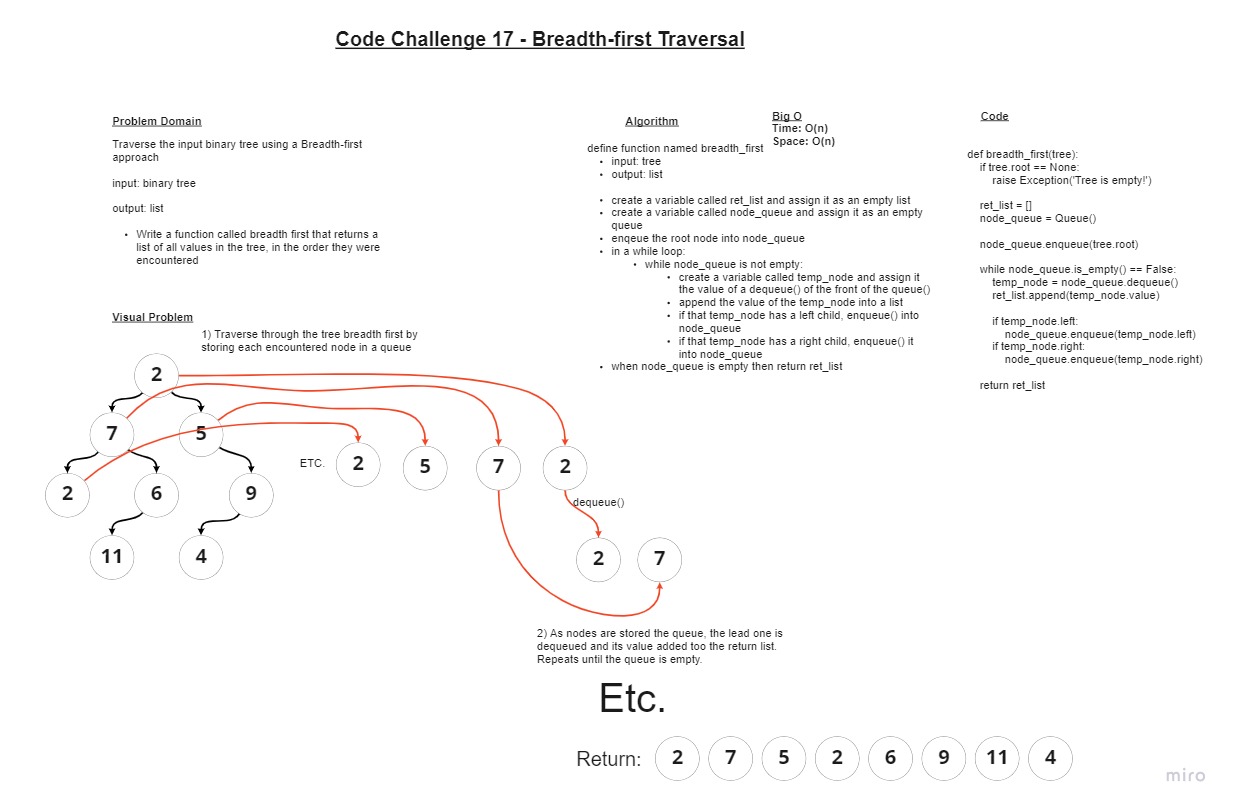 Code Challenge 17 - Breadth-first Traversal
Problem Domain
Traverse the input binary tree using a Breadth-first
approach
input: binary tree
output: list
• Write a function called breadth first that returns a
list of all values in the tree, in the order they were
encountered
Algorithm
define function named breadth_first
• input: tree
• output: list
• create a variable called ret_list and assign it as an empty list
• create a variable called node_queue and assign it as an empty
queue
• enqeue the root node into node_queue
• in a while loop:
• while node_queue is not empty:
• create a variable called temp_node and assign it
the value of a dequeue() of the front of the queue()
• append the value of the temp_node into a list
• if that temp_node has a left child, enqueue() into
node_queue
• if that temp_node has a right child, enqueue() it
into node_queue
• when node_queue is empty then return ret_list
Big O
Time: O(n)
Space: O(n)
Code
def breadth_first(tree):
if tree.root == None:
raise Exception('Tree is empty!')
ret_list = []
node_queue = Queue()
node_queue.enqueue(tree.root)
while node_queue.is_empty() == False:
temp_node = node_queue.dequeue()
ret_list.append(temp_node.value)
if temp_node.left:
node_queue.enqueue(temp_node.left)
if temp_node.right:
node_queue.enqueue(temp_node.right)
return ret_list
Visual Problem
1) Traverse through the tree breadth first by
storing each encountered node in a queue
2
7 5
2 6 9
11 4
ETC. 2 5 7 2
dequeue()
2 7
2) As nodes are stored the queue, the lead one is
dequeued and its value added too the return list.
Repeats until the queue is empty.
Etc.
Return: 2 7 5 2 6 9 11 4
miro